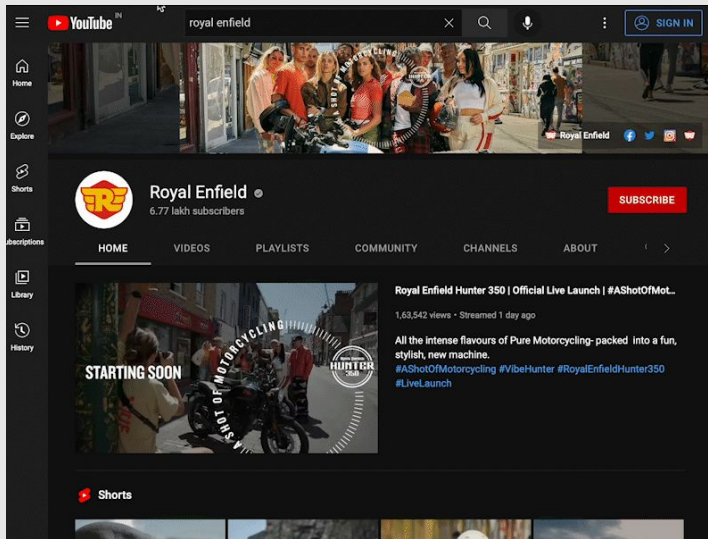 YouTube IN
royal enfield
SIGN IN
Home
Explore
Shorts
Library
History
A SHOT OF MOTORCYCLING
Royal Enfield
R
Royal Enfield
6.77 lakh subscribers
SUBSCRIBE
HOME VIDEOS PLAYLISTS COMMUNITY CHANNELS ABOUT
STARTING SOON
A SHOT OF MOTORCYCLING
HUNTER
350
Royal Enfield Hunter 350 | Official Live Launch | #AShotOfMot...
1,63,542 views • Streamed 1 day ago
All the intense flavours of Pure Motorcycling- packed into a fun,
stylish, new machine.
#AShotOfMotorcycling #VibeHunter #RoyalEnfieldHunter350
#LiveLaunch
Shorts